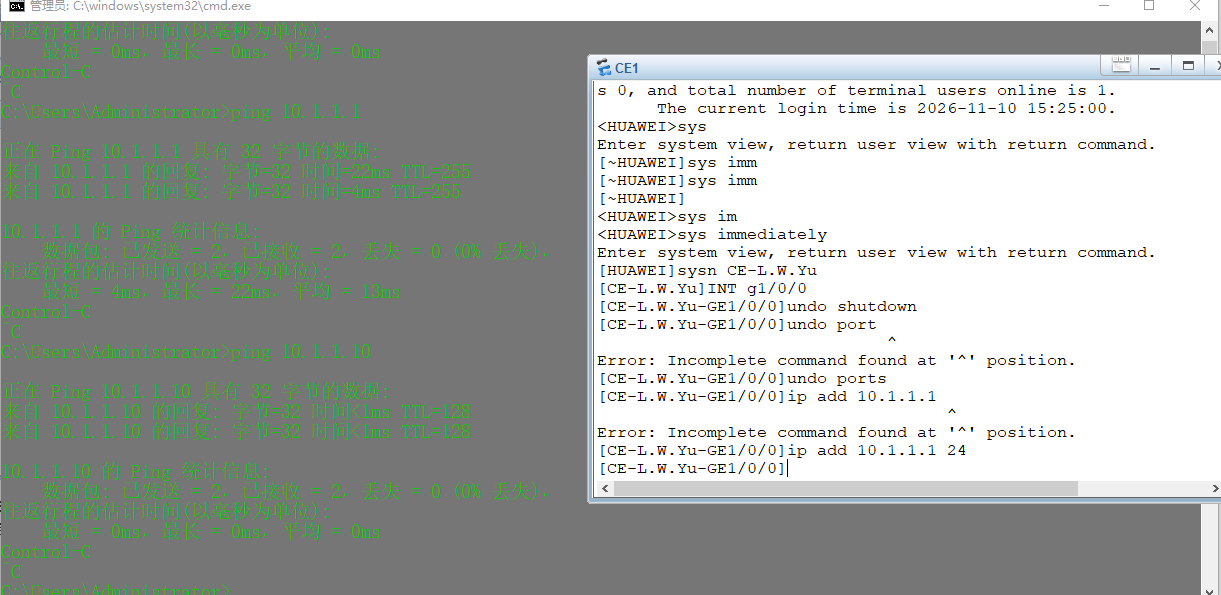 管理员: C:\windows\system32\cmd.exe
往返行程的估计时间(以毫秒为单位):
最短 = 0ms，最长 = 0ms，平均 = 0ms
Control-C
^C
C:\Users\Administrator>ping 10.1.1.1
正在 Ping 10.1.1.1 具有 32 字节的数据:
来自 10.1.1.1 的回复: 字节=32 时间=22ms TTL=255
来自 10.1.1.1 的回复: 字节=32 时间=4ms TTL=255
10.1.1.1 的 Ping 统计信息:
数据包: 已发送 = 2，已接收 = 2，丢失 = 0 (0% 丢失)，
往返行程的估计时间(以毫秒为单位):
最短 = 4ms，最长 = 22ms，平均 = 13ms
Control-C
^C
C:\Users\Administrator>ping 10.1.1.10
正在 Ping 10.1.1.10 具有 32 字节的数据:
来自 10.1.1.10 的回复: 字节=32 时间<1ms TTL=128
来自 10.1.1.10 的回复: 字节=32 时间<1ms TTL=128
10.1.1.10 的 Ping 统计信息:
数据包: 已发送 = 2，已接收 = 2，丢失 = 0 (0% 丢失)，
往返行程的估计时间(以毫秒为单位):
最短 = 0ms，最长 = 0ms，平均 = 0ms
Control-C
^C
C:\Users\Administrator>
CE1
s 0, and total number of terminal users online is 1.
The current login time is 2026-11-10 15:25:00.
<HUAWEI>sys
Enter system view, return user view with return command.
[~HUAWEI]sys imm
[~HUAWEI]sys imm
[~HUAWEI]
<HUAWEI>sys im
<HUAWEI>sys immediately
Enter system view, return user view with return command.
[HUAWEI]sysn CE-L.W.Yu
[CE-L.W.Yu]INT g1/0/0
[CE-L.W.Yu-GE1/0/0]undo shutdown
[CE-L.W.Yu-GE1/0/0]undo port
^
Error: Incomplete command found at '^' position.
[CE-L.W.Yu-GE1/0/0]undo ports
[CE-L.W.Yu-GE1/0/0]ip add 10.1.1.1
^
Error: Incomplete command found at '^' position.
[CE-L.W.Yu-GE1/0/0]ip add 10.1.1.1 24
[CE-L.W.Yu-GE1/0/0]